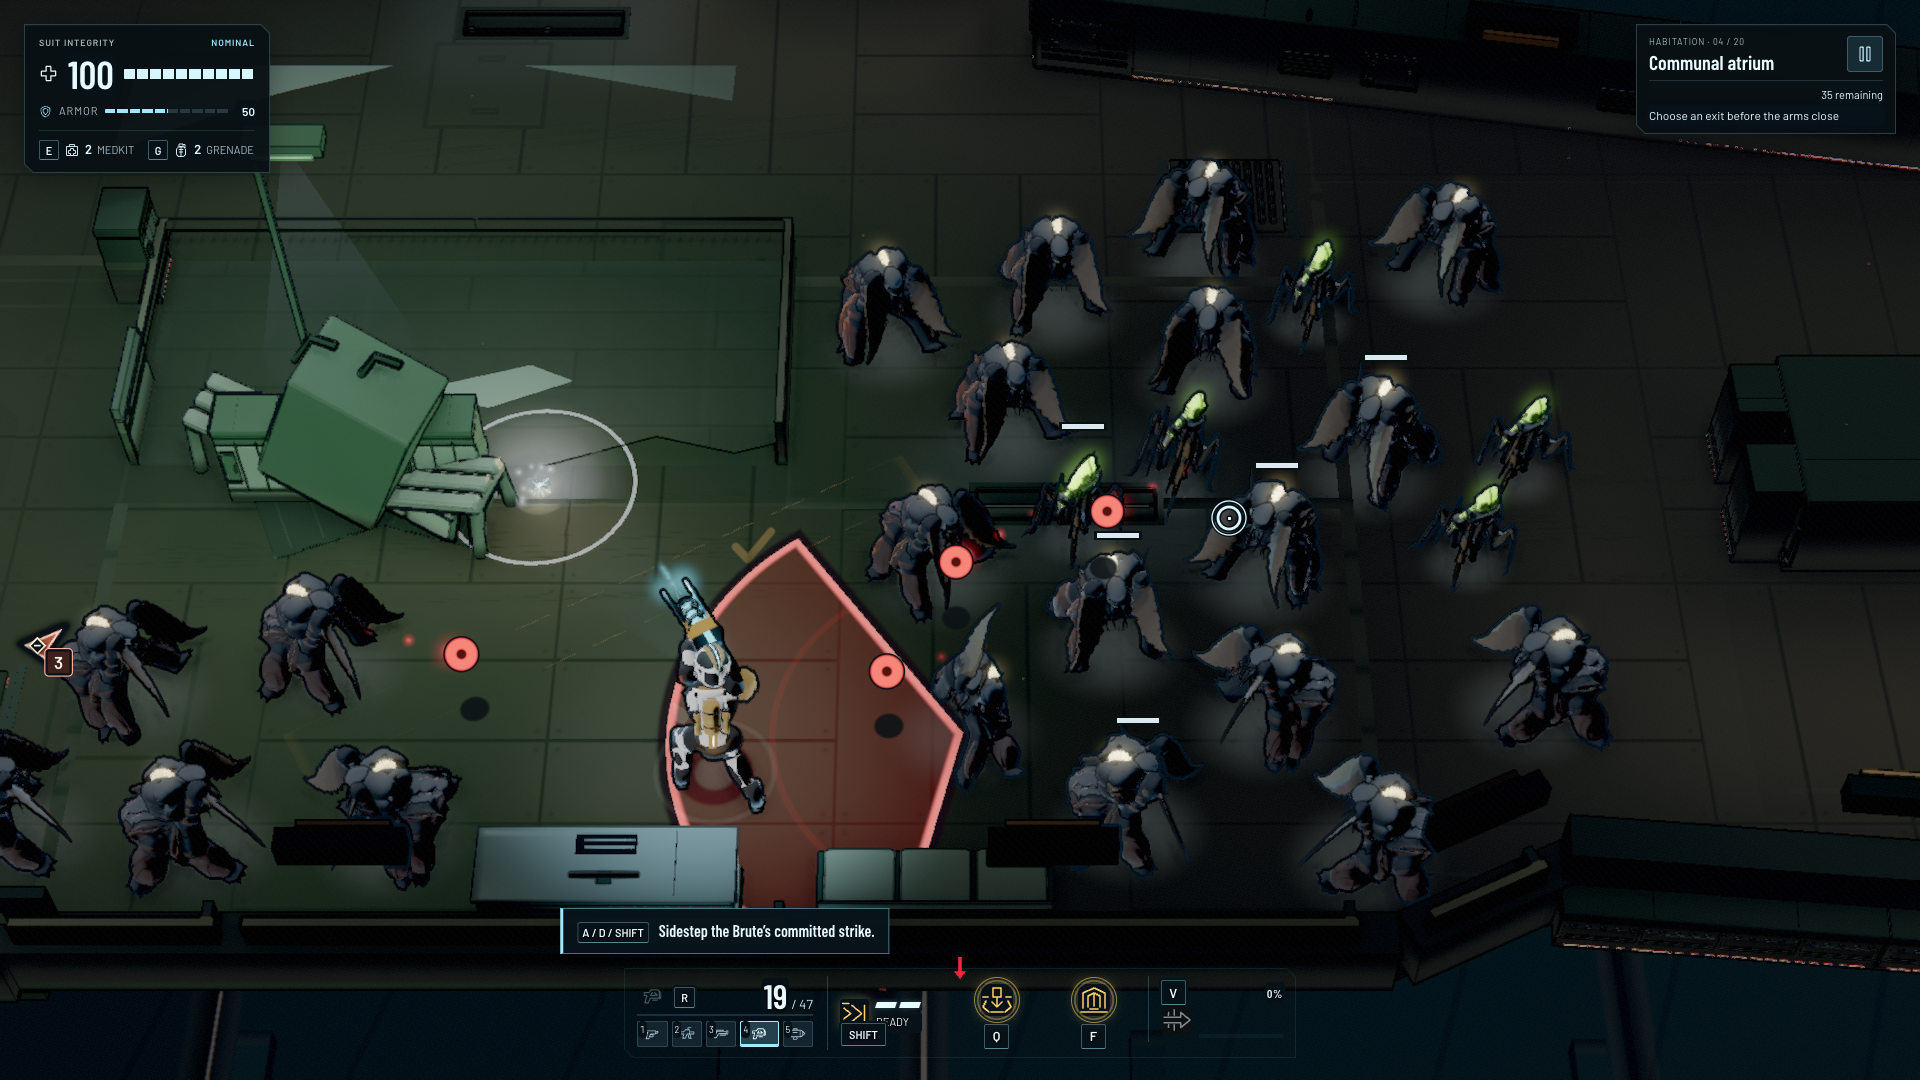 SUIT INTEGRITY NOMINAL
100
ARMOR 50
E 2 MEDKIT G 2 GRENADE
HABITATION · 04 / 20
Communal atrium
35 remaining
Choose an exit before the arms close
3
A / D / SHIFT Sidestep the Brute's committed strike.
R 19 / 47
1 2 3 4 5
READY
SHIFT
Q
F
V 0%